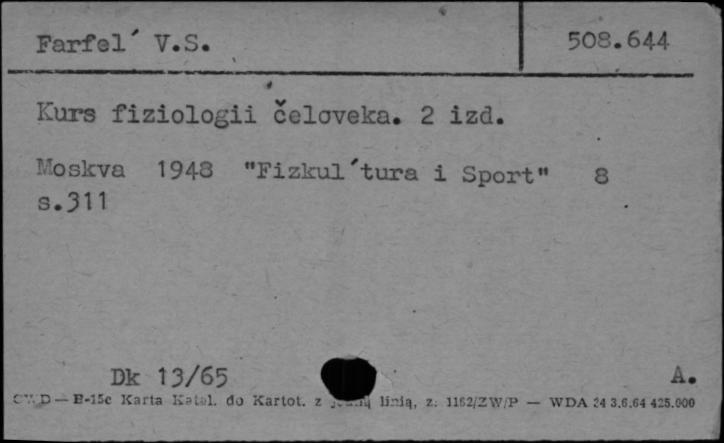 Farfel´ V.S. 508.644
Kurs fiziologii čeloveka. 2 izd.
Moskva 1948 "Fizkul´tura i Sport" 8
s.311
Dk 13/65 A.
B-15c Karta Katal. do Kartot. z linią, z. 1162/ZW/P — WDA 24 3.6.64 425.000